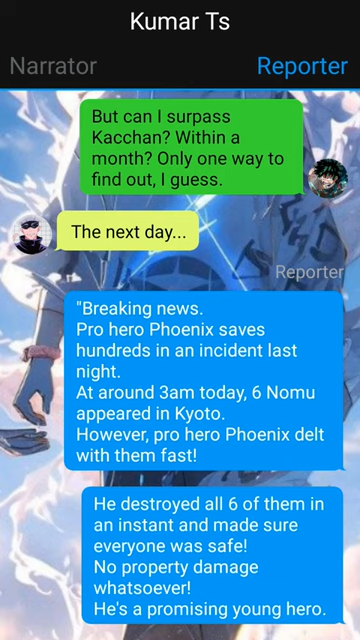 Kumar Ts
Narrator
Reporter
But can I surpass
Kacchan? Within a
month? Only one way to
find out, I guess.
The next day...
Reporter
"Breaking news.
Pro hero Phoenix saves
hundreds in an incident last
night.
At around 3am today, 6 Nomu
appeared in Kyoto.
However, pro hero Phoenix delt
with them fast!
He destroyed all 6 of them in
an instant and made sure
everyone was safe!
No property damage
whatsoever!
He's a promising young hero.